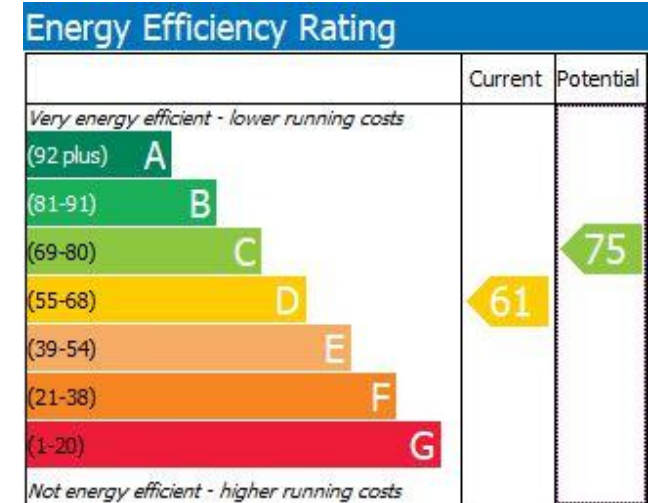 Energy Efficiency Rating
Current Potential
Very energy efficient - lower running costs
(92 plus) A
(81-91) B
(69-80) C 75
(55-68) D 61
(39-54) E
(21-38) F
(1-20) G
Not energy efficient - higher running costs